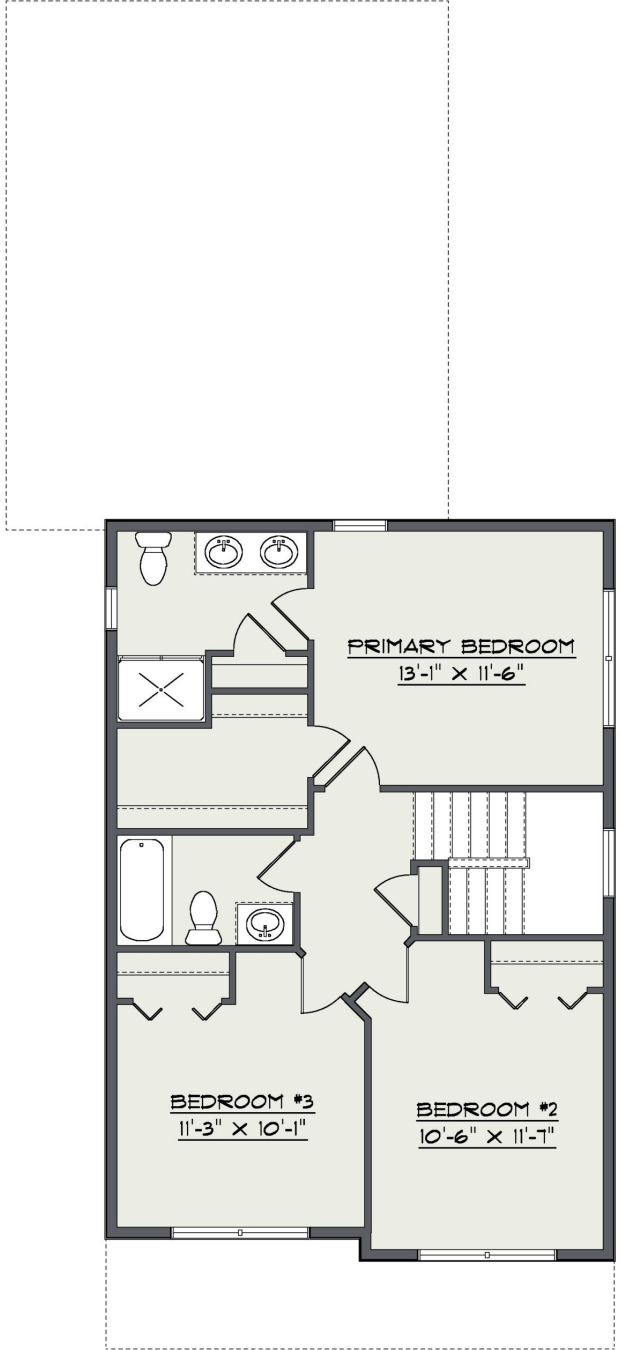 PRIMARY BEDROOM
13'-1" X 11'-6"
BEDROOM #3
11'-3" X 10'-1"
BEDROOM #2
10'-6" X 11'-7"